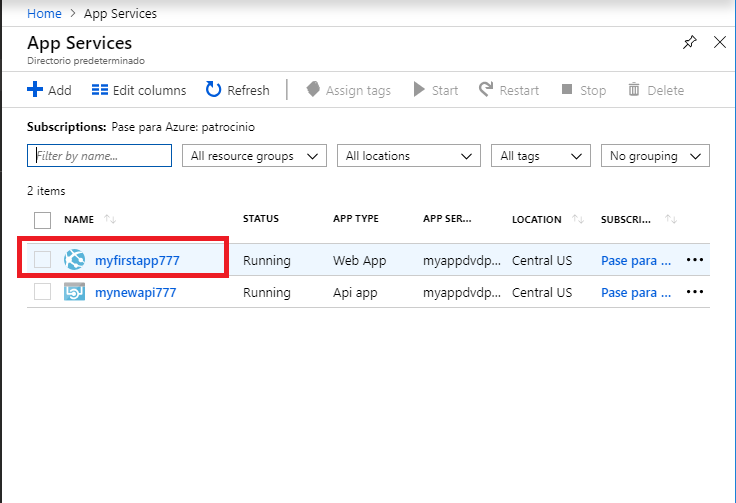 Home > App Services
App Services
Directorio predeterminado
Add Edit columns Refresh Assign tags Start Restart Stop Delete
Subscriptions: Pase para Azure: patrocinio
Filter by name... All resource groups All locations All tags No grouping
2 items
NAME STATUS APP TYPE APP SER... LOCATION SUBSCRI...
myfirstapp777 Running Web App myappdvdp... Central US Pase para ...
mynewapi777 Running Api app myappdvdp... Central US Pase para ...